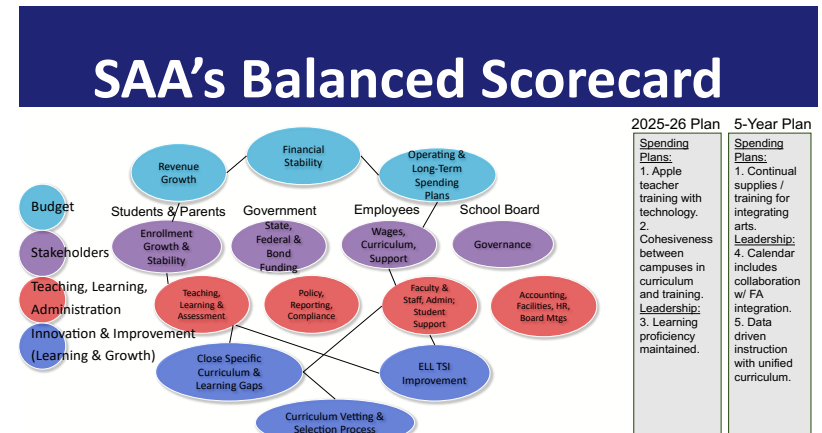 SAA's Balanced Scorecard
2025-26 Plan
5-Year Plan
Financial
Stability
Revenue
Growth
Operating &
Long-Term
Spending
Plans
Budget
Students & Parents
Government
Employees
School Board
Stakeholders
Enrollment
Growth &
Stability
State,
Federal &
Bond
Funding
Wages,
Curriculum,
Support
Governance
Teaching, Learning,
Administration
Teaching,
Learning &
Assessment
Policy,
Reporting,
Compliance
Faculty &
Staff, Admin;
Student
Support
Accounting,
Facilities, HR,
Board Mtgs
Innovation & Improvement
(Learning & Growth)
Close Specific
Curriculum &
Learning Gaps
ELL TSI
Improvement
Curriculum Vetting &
Selection Process
Spending
Plans:
1. Apple
teacher
training with
technology.
2.
Cohesiveness
between
campuses in
curriculum
and training.
Leadership:
3. Learning
proficiency
maintained.
Spending
Plans:
1. Continual
supplies /
training for
integrating
arts.
Leadership:
4. Calendar
includes
collaboration
w/ FA
integration.
5. Data
driven
instruction
with unified
curriculum.